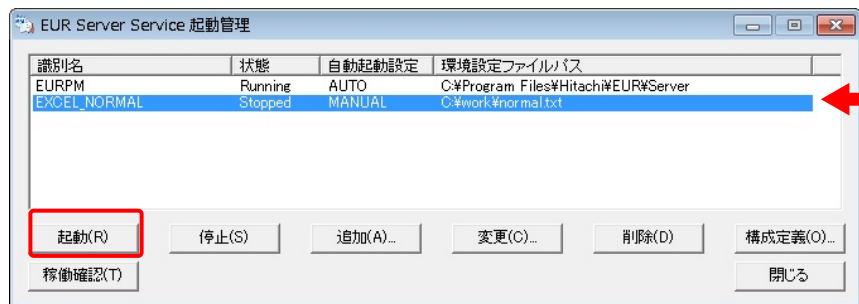 EUR Server Service 起動管理
識別名 状態 自動起動設定 環境設定ファイルパス
EURPM Running AUTO C:¥Program Files¥Hitachi¥EUR¥Server
EXCEL_NORMAL Stopped MANUAL C:¥work¥normal.txt
起動(R) 停止(S) 追加(A)... 変更(C)... 削除(D) 構成定義(O)...
稼働確認(T) 閉じる